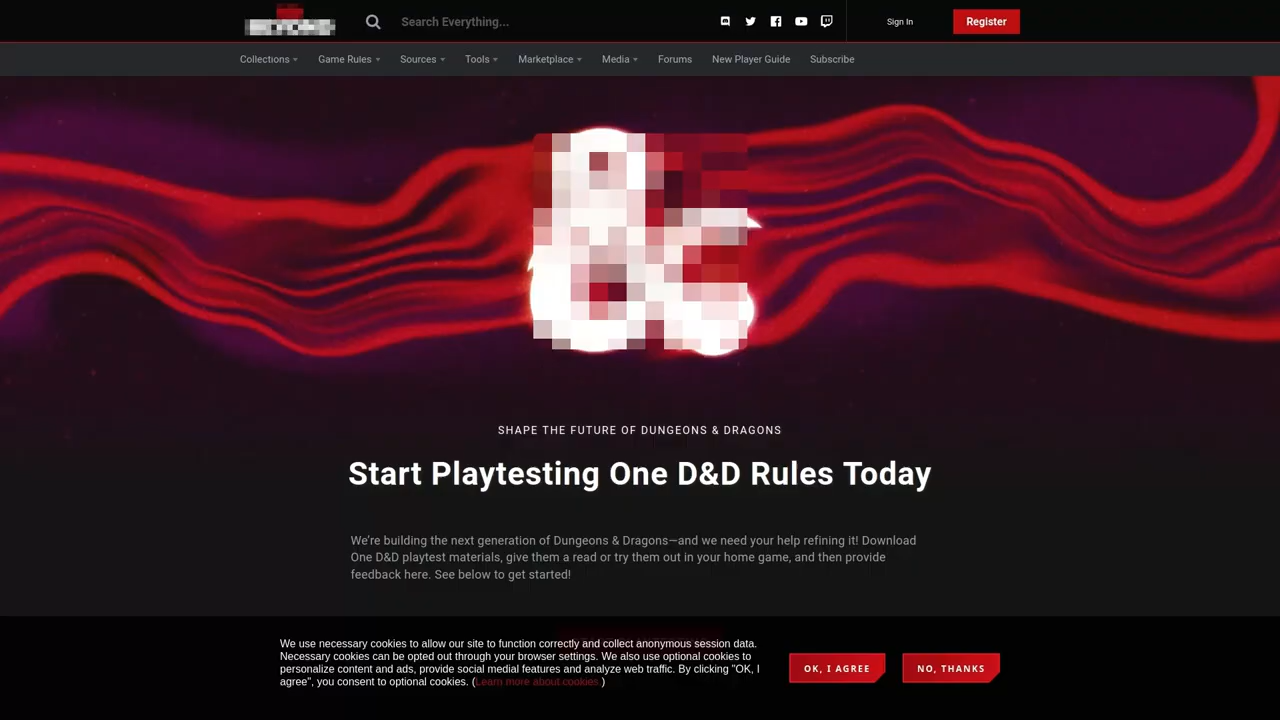 Search Everything...
Sign In
Register
Collections
Game Rules
Sources
Tools
Marketplace
Media
Forums
New Player Guide
Subscribe
SHAPE THE FUTURE OF DUNGEONS & DRAGONS
Start Playtesting One D&D Rules Today
We’re building the next generation of Dungeons & Dragons—and we need your help refining it! Download
One D&D playtest materials, give them a read or try them out in your home game, and then provide
feedback here. See below to get started!
We use necessary cookies to allow our site to function correctly and collect anonymous session data.
Necessary cookies can be opted out through your browser settings. We also use optional cookies to
personalize content and ads, provide social medial features and analyze web traffic. By clicking "OK, I
agree", you consent to optional cookies. (Learn more about cookies.)
OK, I AGREE
NO, THANKS